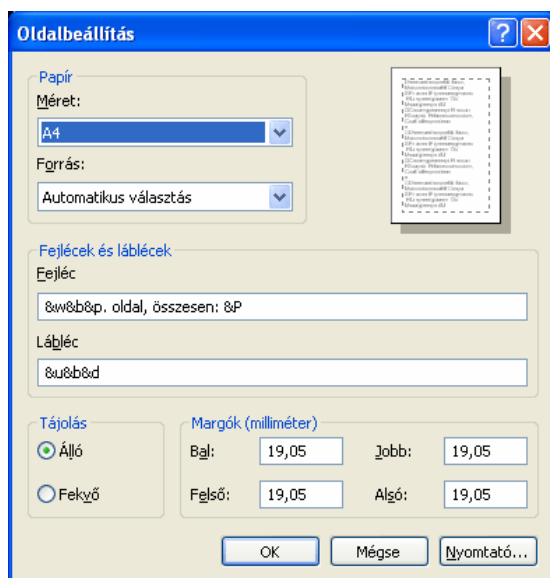 Oldalbeállítás
Papír
Méret:
A4
Forrás:
Automatikus választás
Fejlécek és láblécek
Fejléc
&w&b&p. oldal, összesen: &P
Lábléc
&u&b&d
Tájolás
Álló
Fekvő
Margók (milliméter)
Bal: 19,05 Jobb: 19,05
Felső: 19,05 Alsó: 19,05
OK Mégse Nyomtató...